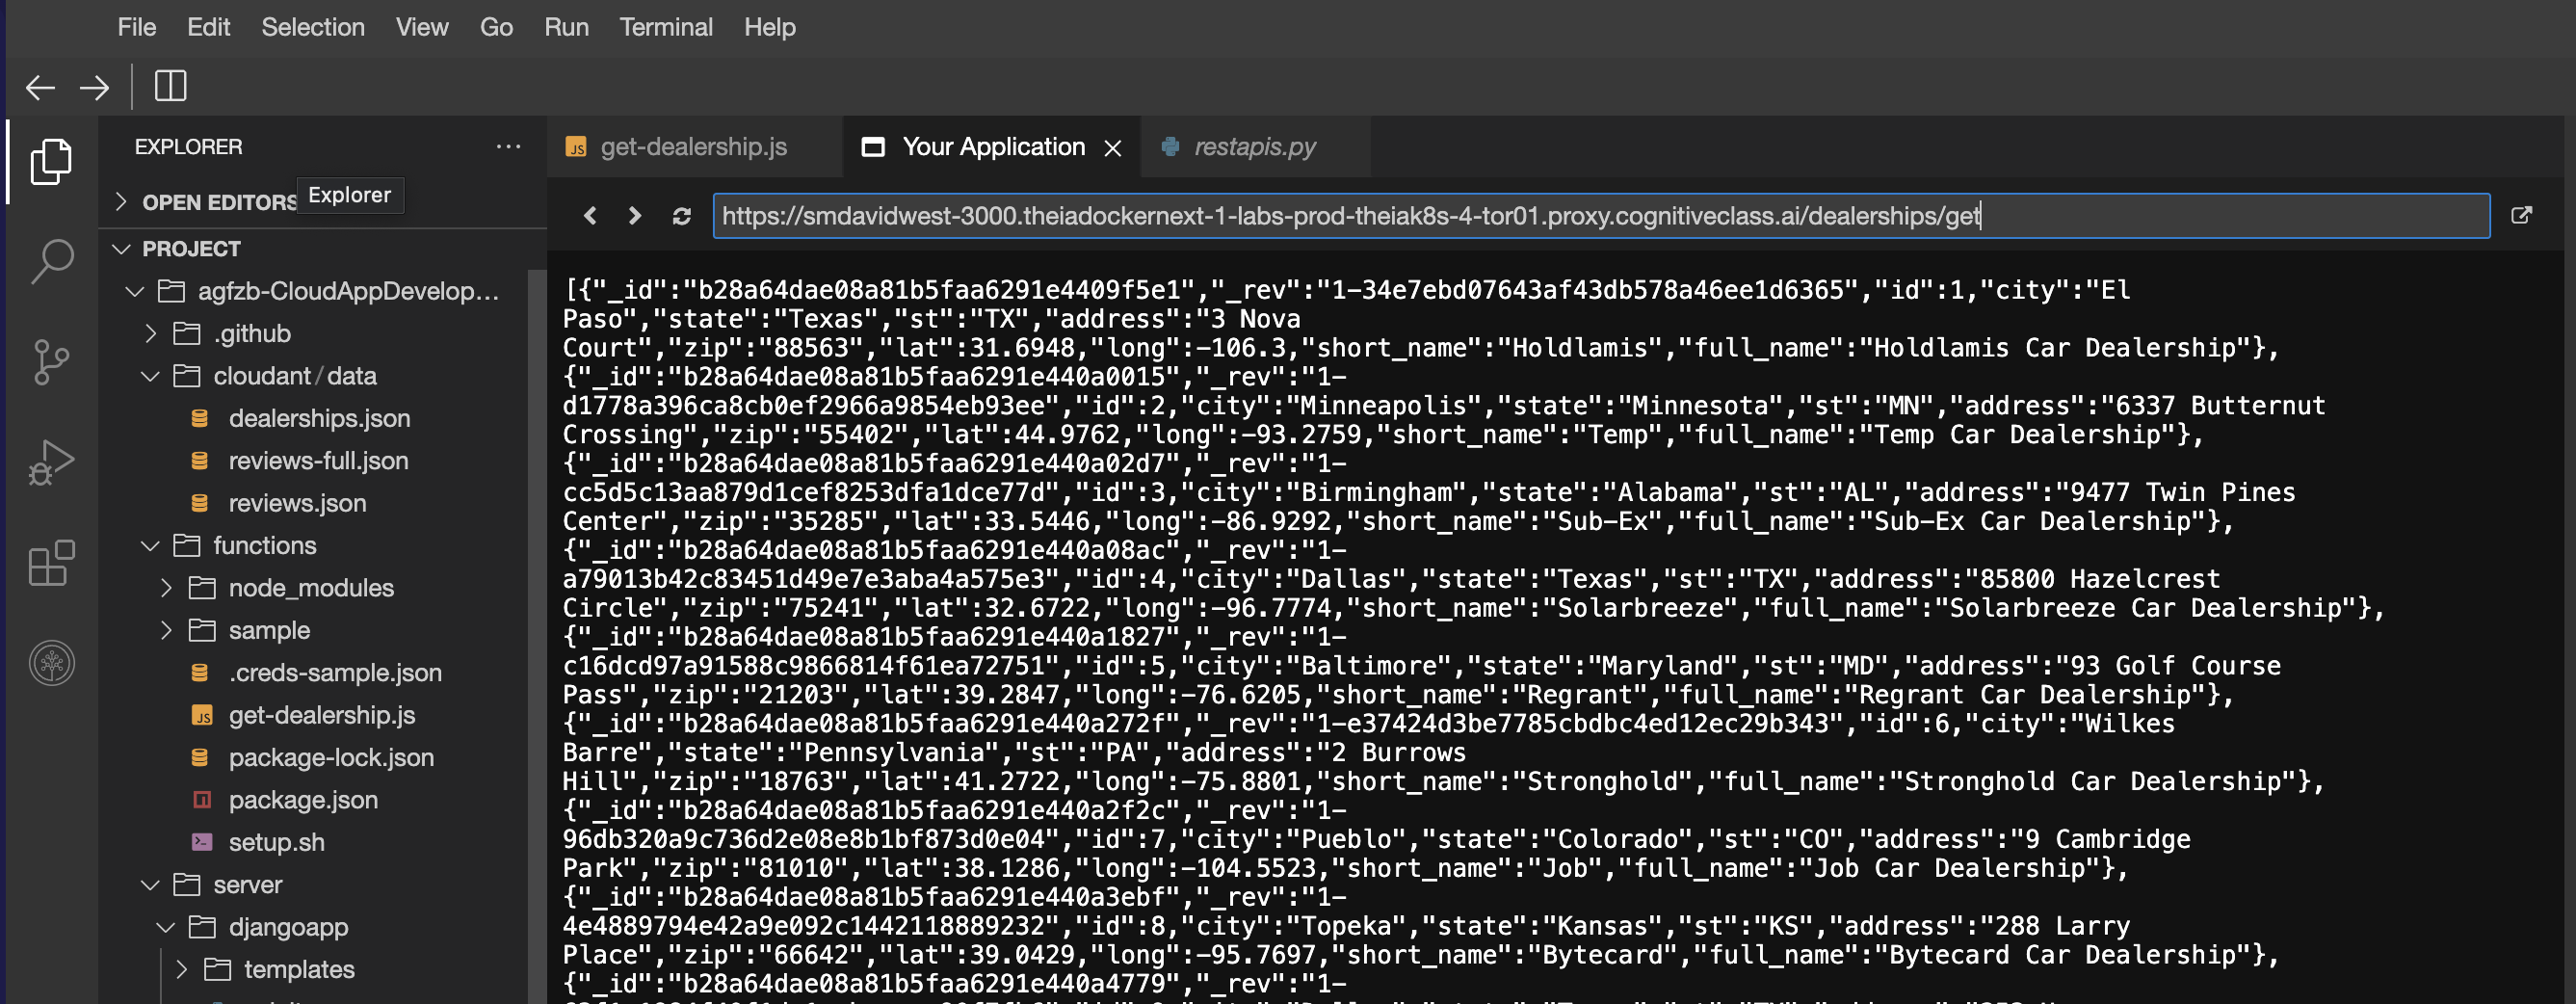 File Edit Selection View Go Run Terminal Help
EXPLORER ...
OPEN EDITORS
Explorer
PROJECT
agfzb-CloudAppDevelop...
.github
cloudant/data
dealerships.json
reviews-full.json
reviews.json
functions
node_modules
sample
.creds-sample.json
JS get-dealership.js
package-lock.json
package.json
setup.sh
server
djangoapp
templates
JS get-dealership.js
Your Application
restapis.py
https://smdavidwest-3000.theiadockernext-1-labs-prod-theiak8s-4-tor01.proxy.cognitiveclass.ai/dealerships/get
[{"_id":"b28a64dae08a81b5faa6291e4409f5e1","_rev":"1-34e7ebd07643af43db578a46ee1d6365","id":1,"city":"El
Paso","state":"Texas","st":"TX","address":"3 Nova
Court","zip":"88563","lat":31.6948,"long":-106.3,"short_name":"Holdlamis","full_name":"Holdlamis Car Dealership"},
{"_id":"b28a64dae08a81b5faa6291e440a0015","_rev":"1-
d1778a396ca8cb0ef2966a9854eb93ee","id":2,"city":"Minneapolis","state":"Minnesota","st":"MN","address":"6337 Butternut
Crossing","zip":"55402","lat":44.9762,"long":-93.2759,"short_name":"Temp","full_name":"Temp Car Dealership"},
{"_id":"b28a64dae08a81b5faa6291e440a02d7","_rev":"1-
cc5d5c13aa879d1cef8253dfa1dce77d","id":3,"city":"Birmingham","state":"Alabama","st":"AL","address":"9477 Twin Pines
Center","zip":"35285","lat":33.5446,"long":-86.9292,"short_name":"Sub-Ex","full_name":"Sub-Ex Car Dealership"},
{"_id":"b28a64dae08a81b5faa6291e440a08ac","_rev":"1-
a79013b42c83451d49e7e3aba4a575e3","id":4,"city":"Dallas","state":"Texas","st":"TX","address":"85800 Hazelcrest
Circle","zip":"75241","lat":32.6722,"long":-96.7774,"short_name":"Solarbreeze","full_name":"Solarbreeze Car Dealership"},
{"_id":"b28a64dae08a81b5faa6291e440a1827","_rev":"1-
c16dcd97a91588c9866814f61ea72751","id":5,"city":"Baltimore","state":"Maryland","st":"MD","address":"93 Golf Course
Pass","zip":"21203","lat":39.2847,"long":-76.6205,"short_name":"Regrant","full_name":"Regrant Car Dealership"},
{"_id":"b28a64dae08a81b5faa6291e440a272f","_rev":"1-e37424d3be7785cbdbc4ed12ec29b343","id":6,"city":"Wilkes
Barre","state":"Pennsylvania","st":"PA","address":"2 Burrows
Hill","zip":"18763","lat":41.2722,"long":-75.8801,"short_name":"Stronghold","full_name":"Stronghold Car Dealership"},
{"_id":"b28a64dae08a81b5faa6291e440a2f2c","_rev":"1-
96db320a9c736d2e08e8b1bf873d0e04","id":7,"city":"Pueblo","state":"Colorado","st":"CO","address":"9 Cambridge
Park","zip":"81010","lat":38.1286,"long":-104.5523,"short_name":"Job","full_name":"Job Car Dealership"},
{"_id":"b28a64dae08a81b5faa6291e440a3ebf","_rev":"1-
4e4889794e42a9e092c1442118889232","id":8,"city":"Topeka","state":"Kansas","st":"KS","address":"288 Larry
Place","zip":"66642","lat":39.0429,"long":-95.7697,"short_name":"Bytecard","full_name":"Bytecard Car Dealership"},
{"_id":"b28a64dae08a81b5faa6291e440a4779","_rev":"1-